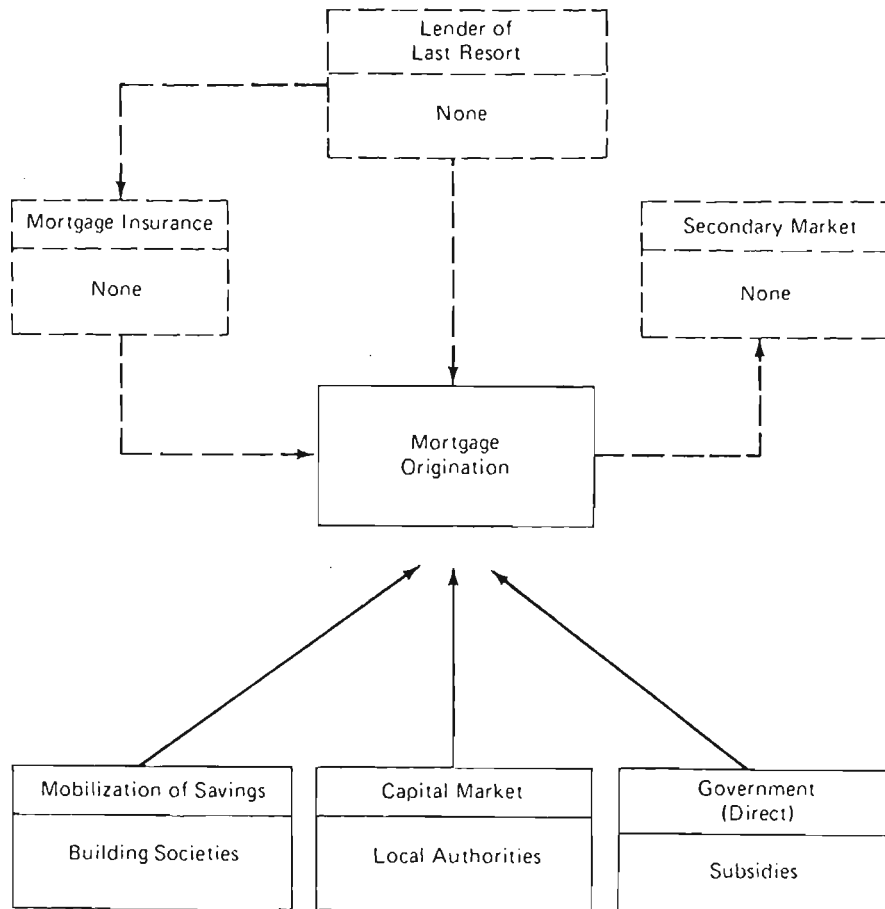 Lender of
Last Resort
None
Mortgage Insurance
None
Secondary Market
None
Mortgage
Origination
Mobilization of Savings
Building Societies
Capital Market
Local Authorities
Government
(Direct)
Subsidies